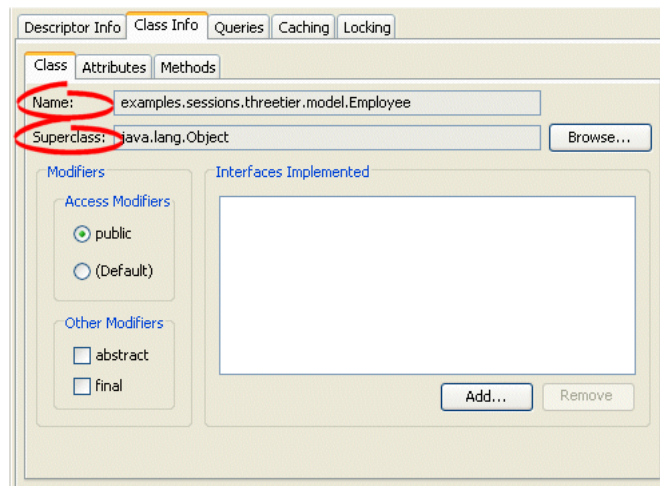 Descriptor Info Class Info Queries Caching Locking
Class Attributes Methods
Name: examples.sessions.threetier.model.Employee
Superclass: java.lang.Object Browse...
Modifiers Interfaces Implemented
Access Modifiers
public
(Default)
Other Modifiers
abstract
final
Add... Remove